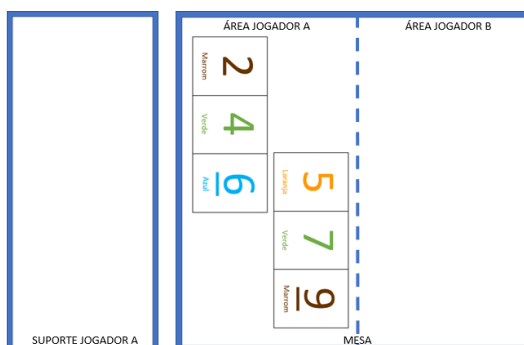 ÁREA JOGADOR A
ÁREA JOGADOR B
2
Marrom
4
Verde
6
Azul
5
Laranja
7
Verde
9
Marrom
SUPORTE JOGADOR A
MESA